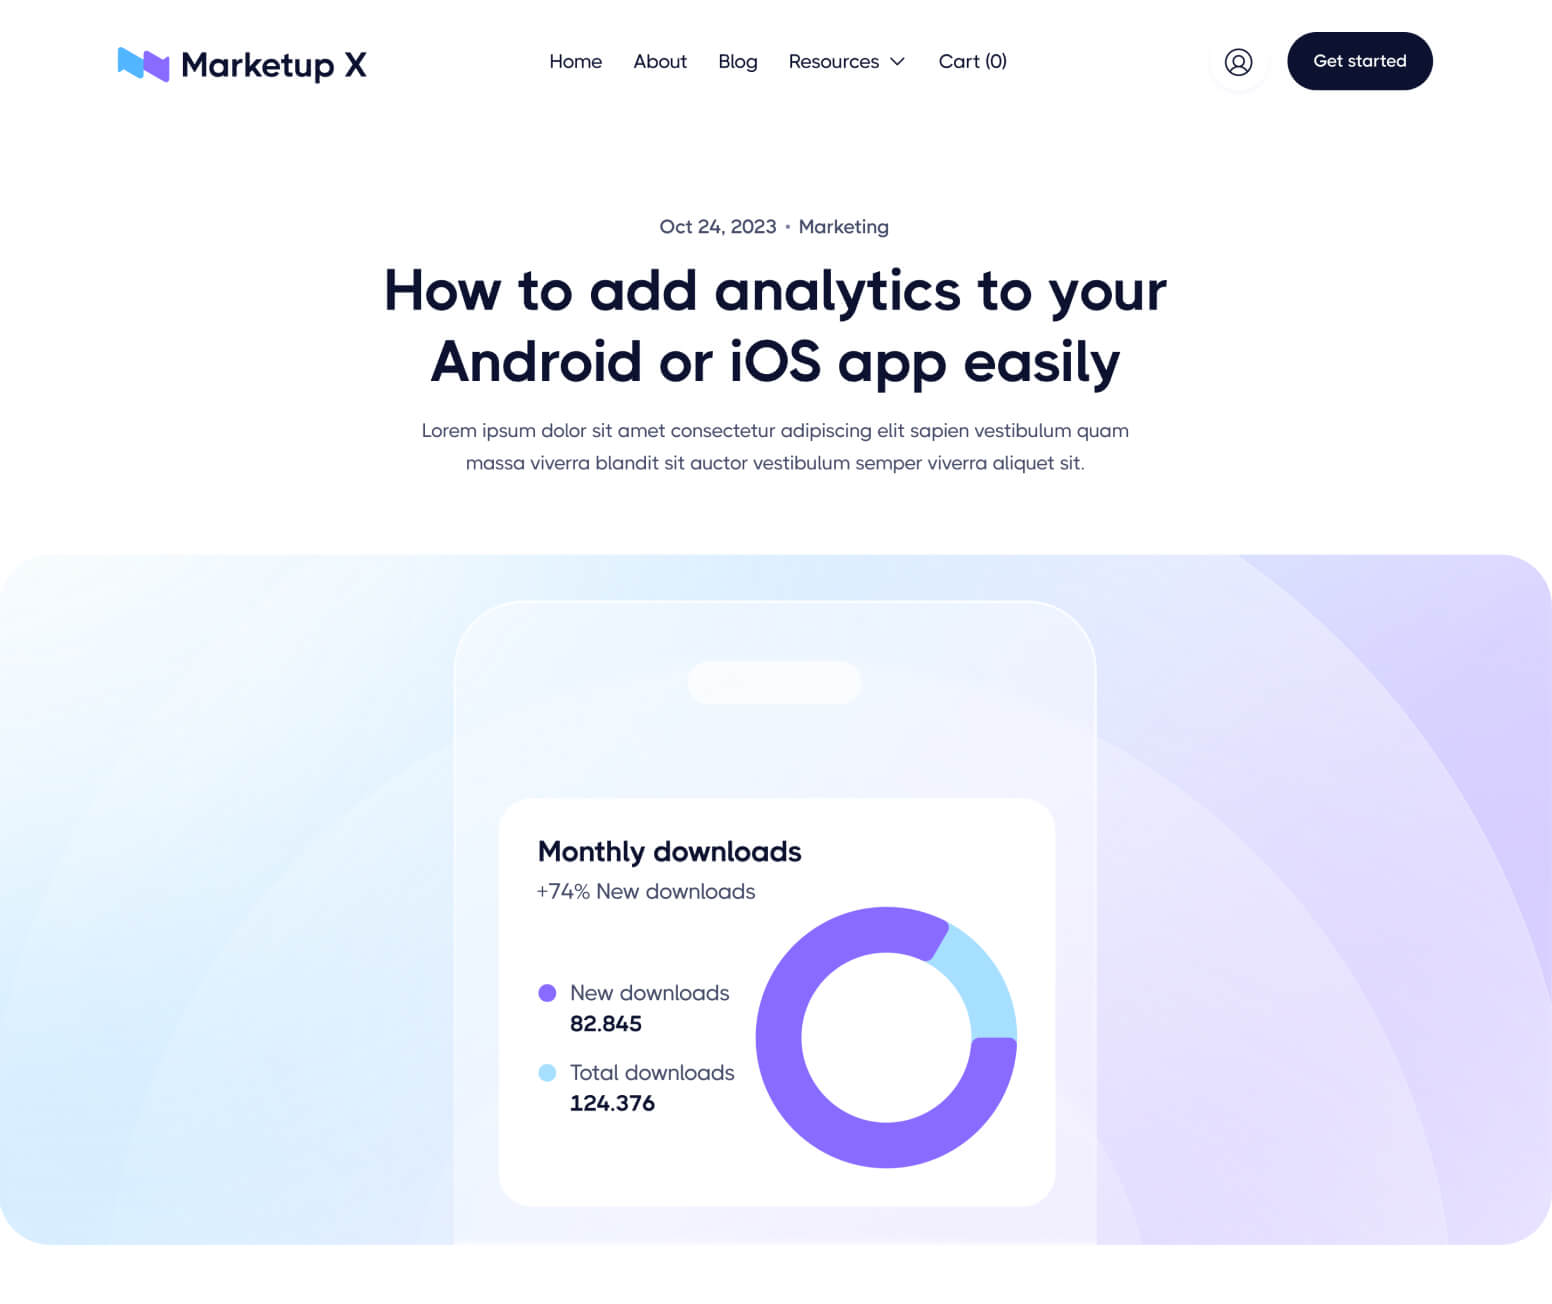 Marketup X
Home
About
Blog
Resources
Cart (0)
Get started
Oct 24, 2023 • Marketing
How to add analytics to your
Android or iOS app easily
Lorem ipsum dolor sit amet consectetur adipiscing elit sapien vestibulum quam
massa viverra blandit sit auctor vestibulum semper viverra aliquet sit.
Monthly downloads
+74% New downloads
New downloads
82.845
Total downloads
124.376